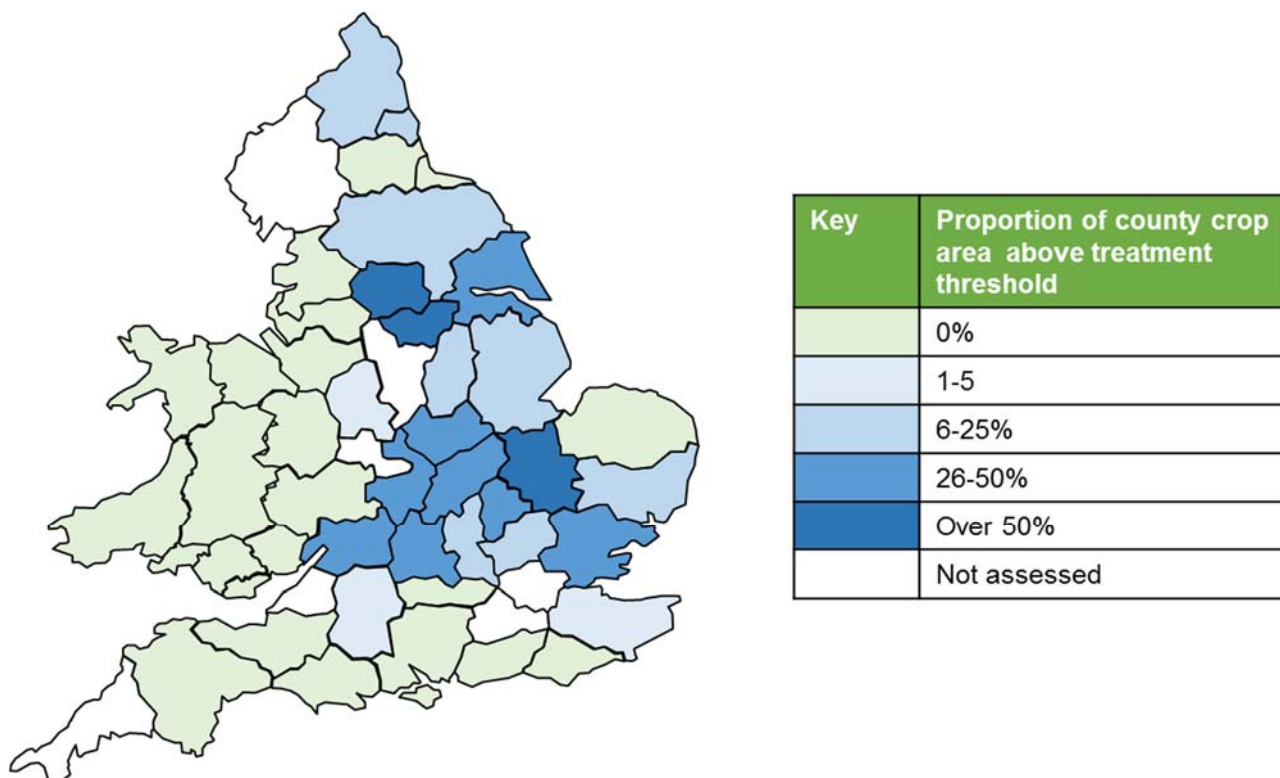 Key
Proportion of county crop
area above treatment
threshold
0%
1-5
6-25%
26-50%
Over 50%
Not assessed